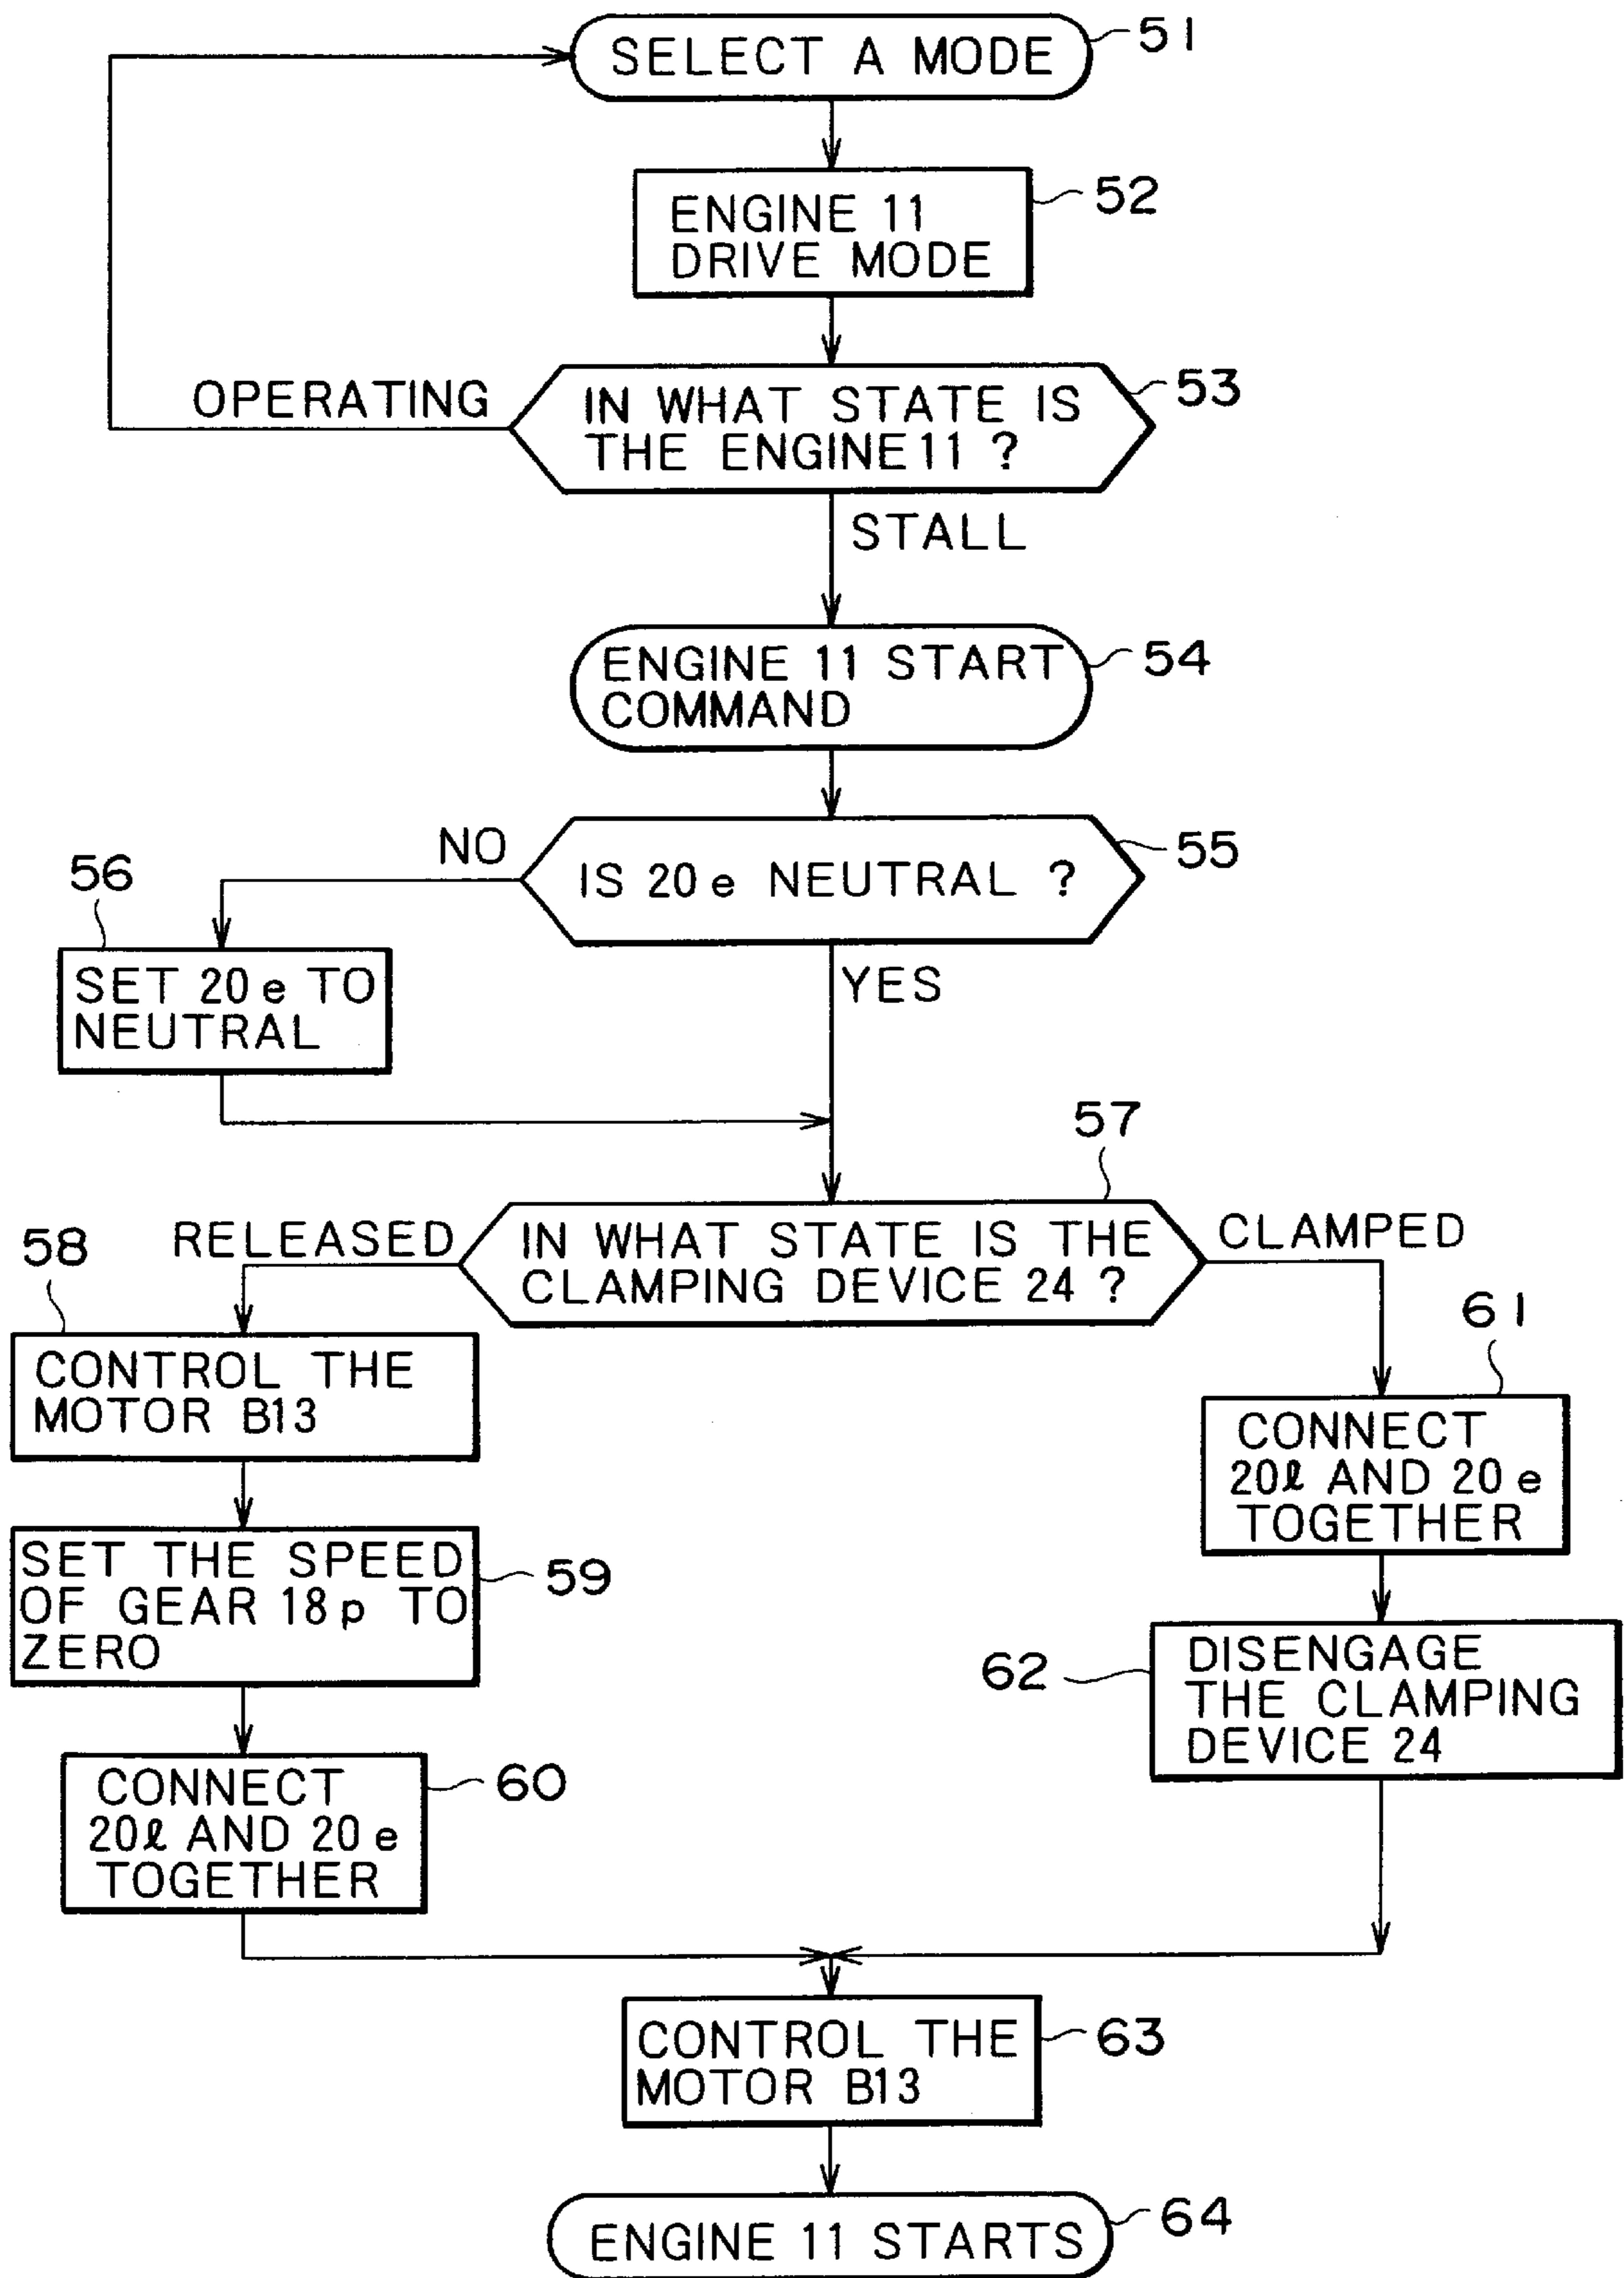 SELECT A MODE
51
ENGINE 11
DRIVE MODE
52
OPERATING
IN WHAT STATE IS
THE ENGINE 11 ?
53
STALL
ENGINE 11 START
COMMAND
54
NO
IS 20e NEUTRAL ?
55
56
SET 20e TO
NEUTRAL
YES
57
58
RELEASED
IN WHAT STATE IS THE
CLAMPING DEVICE 24 ?
CLAMPED
CONTROL THE
MOTOR B13
61
CONNECT
20ℓ AND 20e
TOGETHER
SET THE SPEED
OF GEAR 18p TO
ZERO
59
62
DISENGAGE
THE CLAMPING
DEVICE 24
CONNECT
20ℓ AND 20e
TOGETHER
60
CONTROL THE
MOTOR B13
63
ENGINE 11 STARTS
64